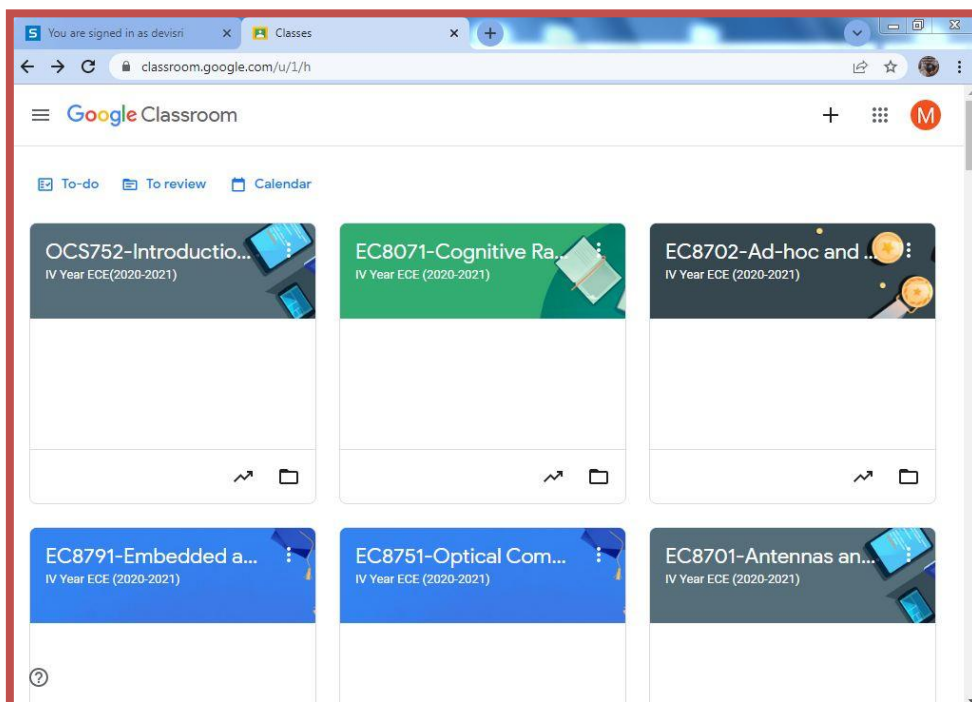 You are signed in as devisri
Classes
classroom.google.com/u/1/h
Google Classroom
M
To-do To review Calendar
OCS752-Introductio...
IV Year ECE(2020-2021)
EC8071-Cognitive Ra...
IV Year ECE (2020-2021)
EC8702-Ad-hoc and ...
IV Year ECE (2020-2021)
EC8791-Embedded a...
IV Year ECE (2020-2021)
EC8751-Optical Com...
IV Year ECE (2020-2021)
EC8701-Antennas an...
IV Year ECE (2020-2021)